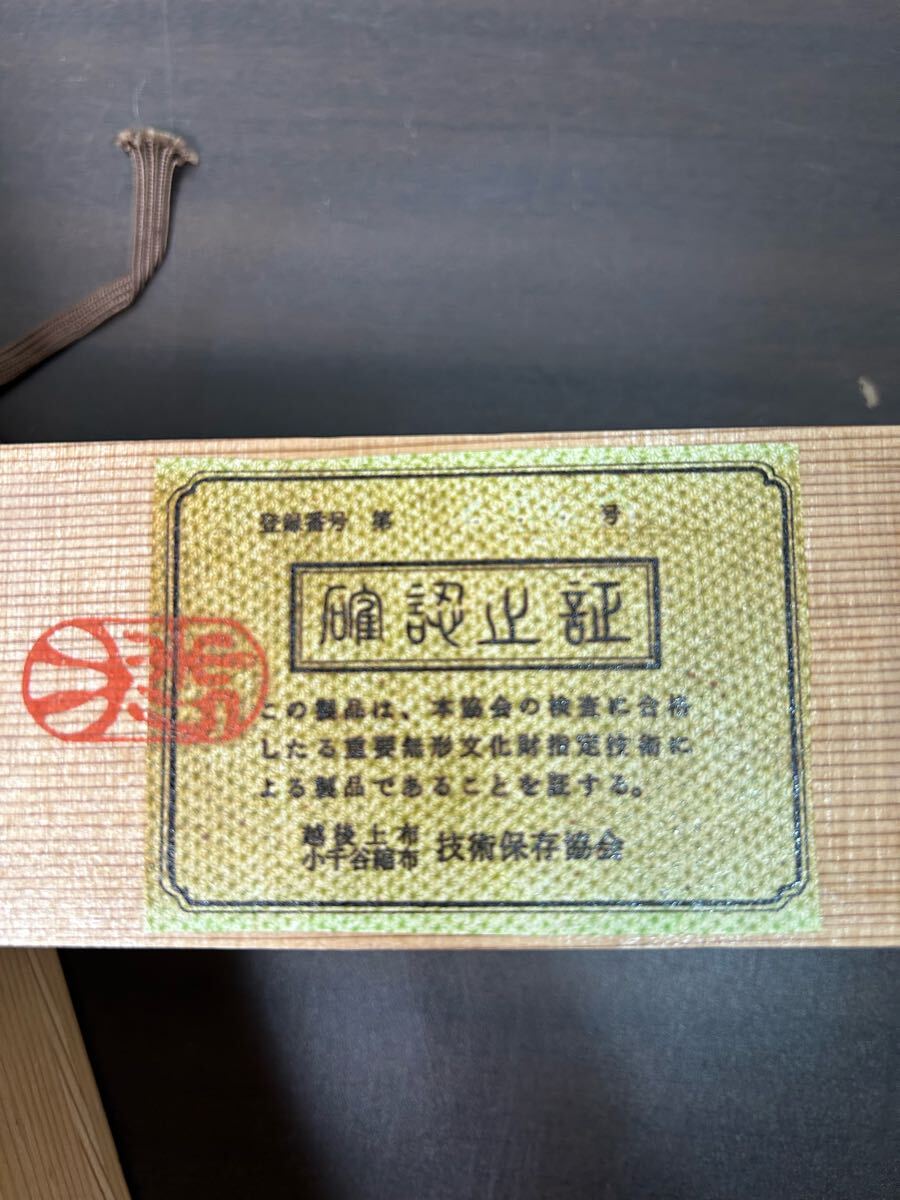 登録番号 第 号
確認之証
この製品は、本協会の検査に合格
したる重要無形文化財指定技術に
よる製品であることを証する。
越後上布
小千谷縮布 技術保存協会